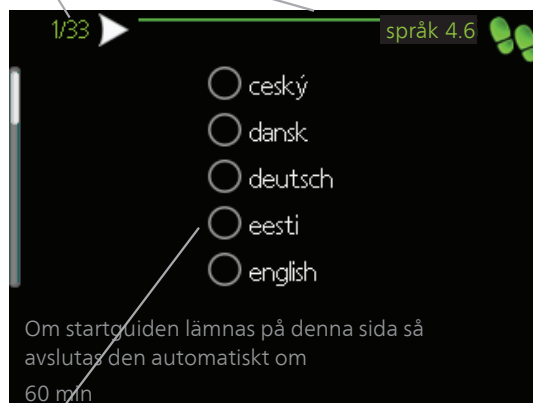 1/33 språk 4.6
ceský
dansk
deutsch
eesti
english
Om startguiden lämnas på denna sida så
avslutas den automatiskt om
60 min